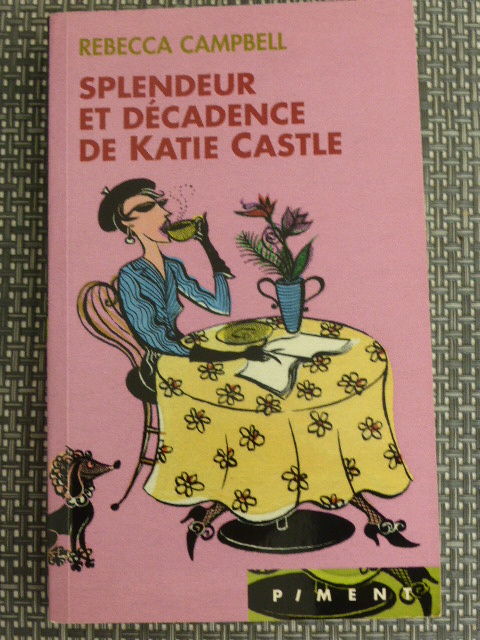 REBECCA CAMPBELL
SPLENDEUR
ET DÉCADENCE
DE KATIE CASTLE
PIMENT